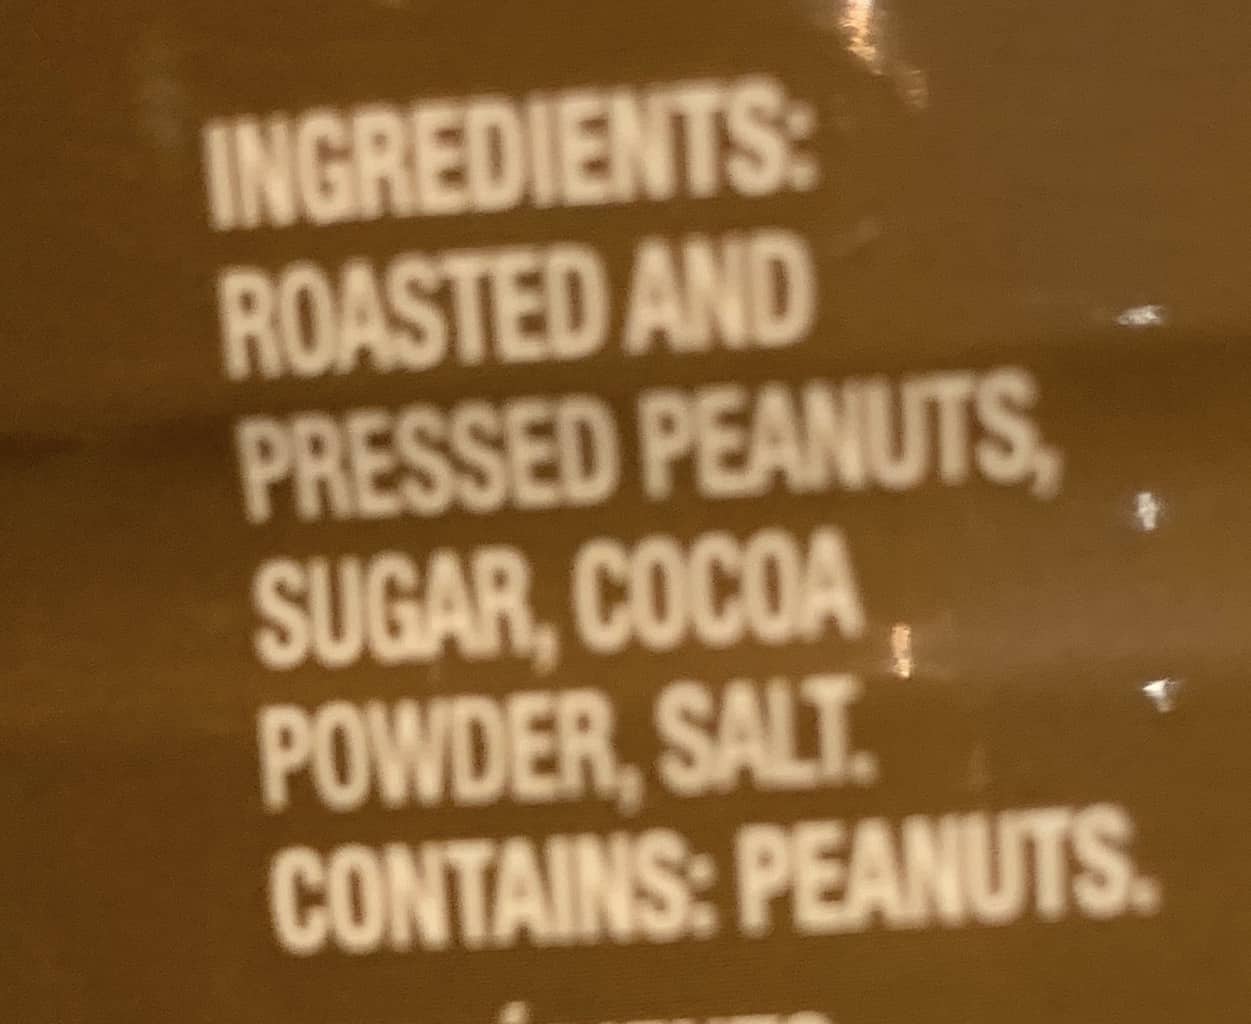 INGREDIENTS:
ROASTED AND
PRESSED PEANUTS,
SUGAR, COCOA
POWDER, SALT.
CONTAINS: PEANUTS.